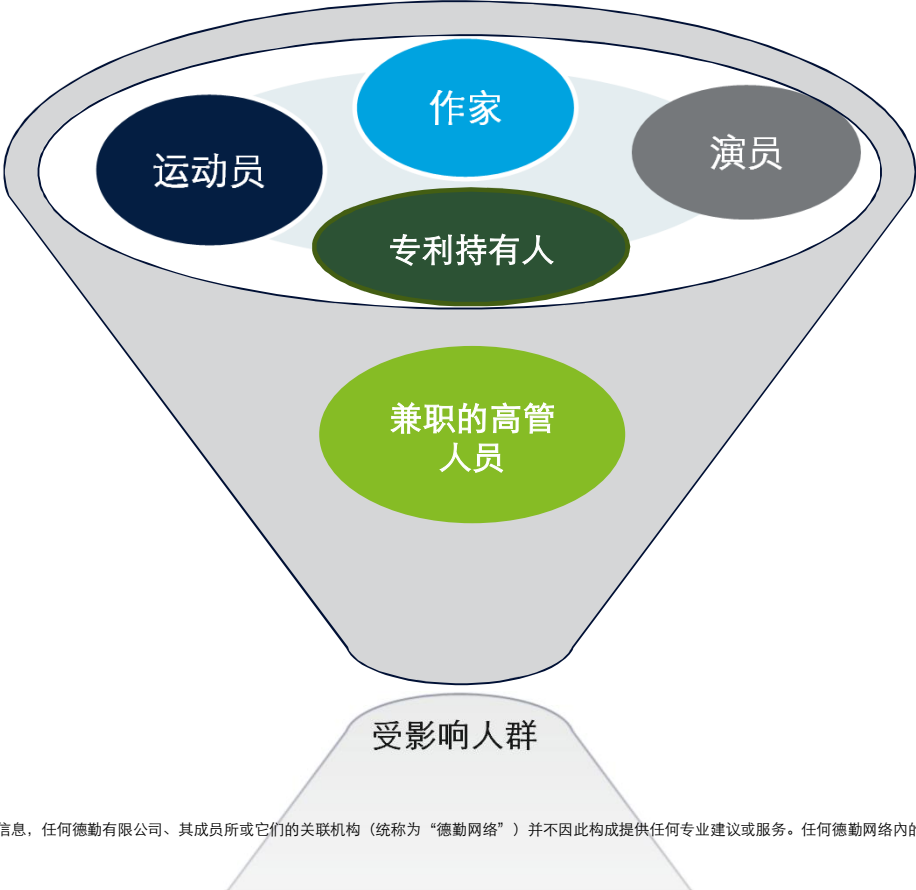 作家
运动员
演员
专利持有人
兼职的高管
人员
受影响人群
信息，任何德勤有限公司、其成员所或它们的关联机构（统称为“德勤网络”）并不因此构成提供任何专业建议或服务。任何德勤网络內的